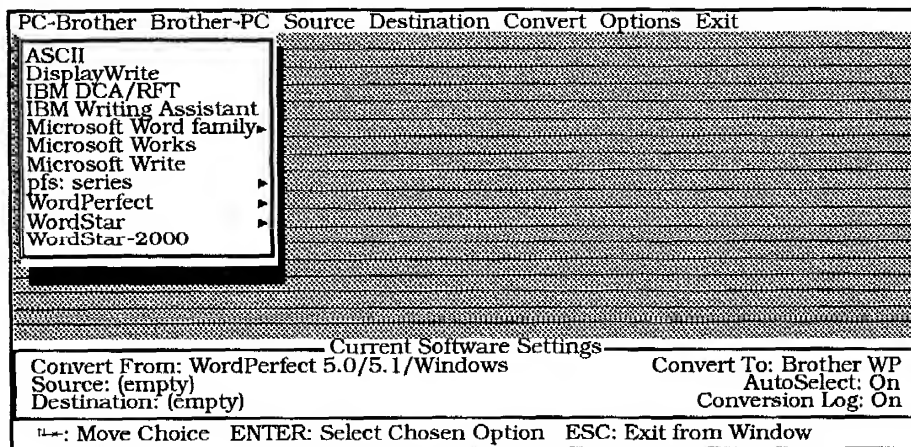 PC-Brother Brother-PC Source Destination Convert Options Exit
ASCII
DisplayWrite
IBM DCA/RFT
IBM Writing Assistant
Microsoft Word family▸
Microsoft Works
Microsoft Write
pfs: series ▸
WordPerfect ▸
WordStar ▸
WordStar-2000
Current Software Settings
Convert From: WordPerfect 5.0/5.1/Windows Convert To: Brother WP
Source: (empty) AutoSelect: On
Destination: (empty) Conversion Log: On
: Move Choice ENTER: Select Chosen Option ESC: Exit from Window